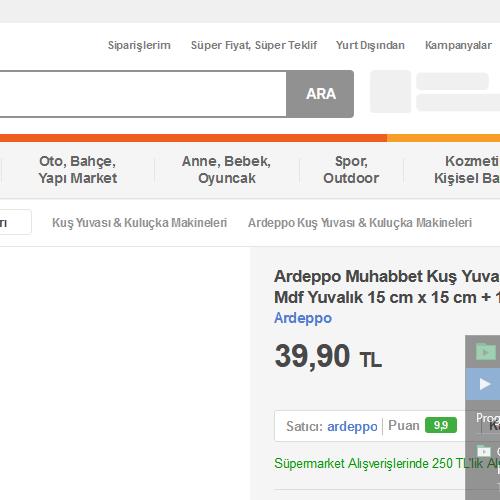 Siparişlerim Süper Fiyat, Süper Teklif Yurt Dışından Kampanyalar
ARA
Oto, Bahçe, Yapı Market
Anne, Bebek, Oyuncak
Spor, Outdoor
Kozmeti Kişisel Ba
rı Kuş Yuvası & Kuluçka Makineleri Ardeppo Kuş Yuvası & Kuluçka Makineleri
Ardeppo Muhabbet Kuş Yuva
Mdf Yuvalık 15 cm x 15 cm + 1
Ardeppo
39,90 TL
Satıcı: ardeppo Puan 9,9
Prog
Süpermarket Alışverişlerinde 250 TL'lik Al